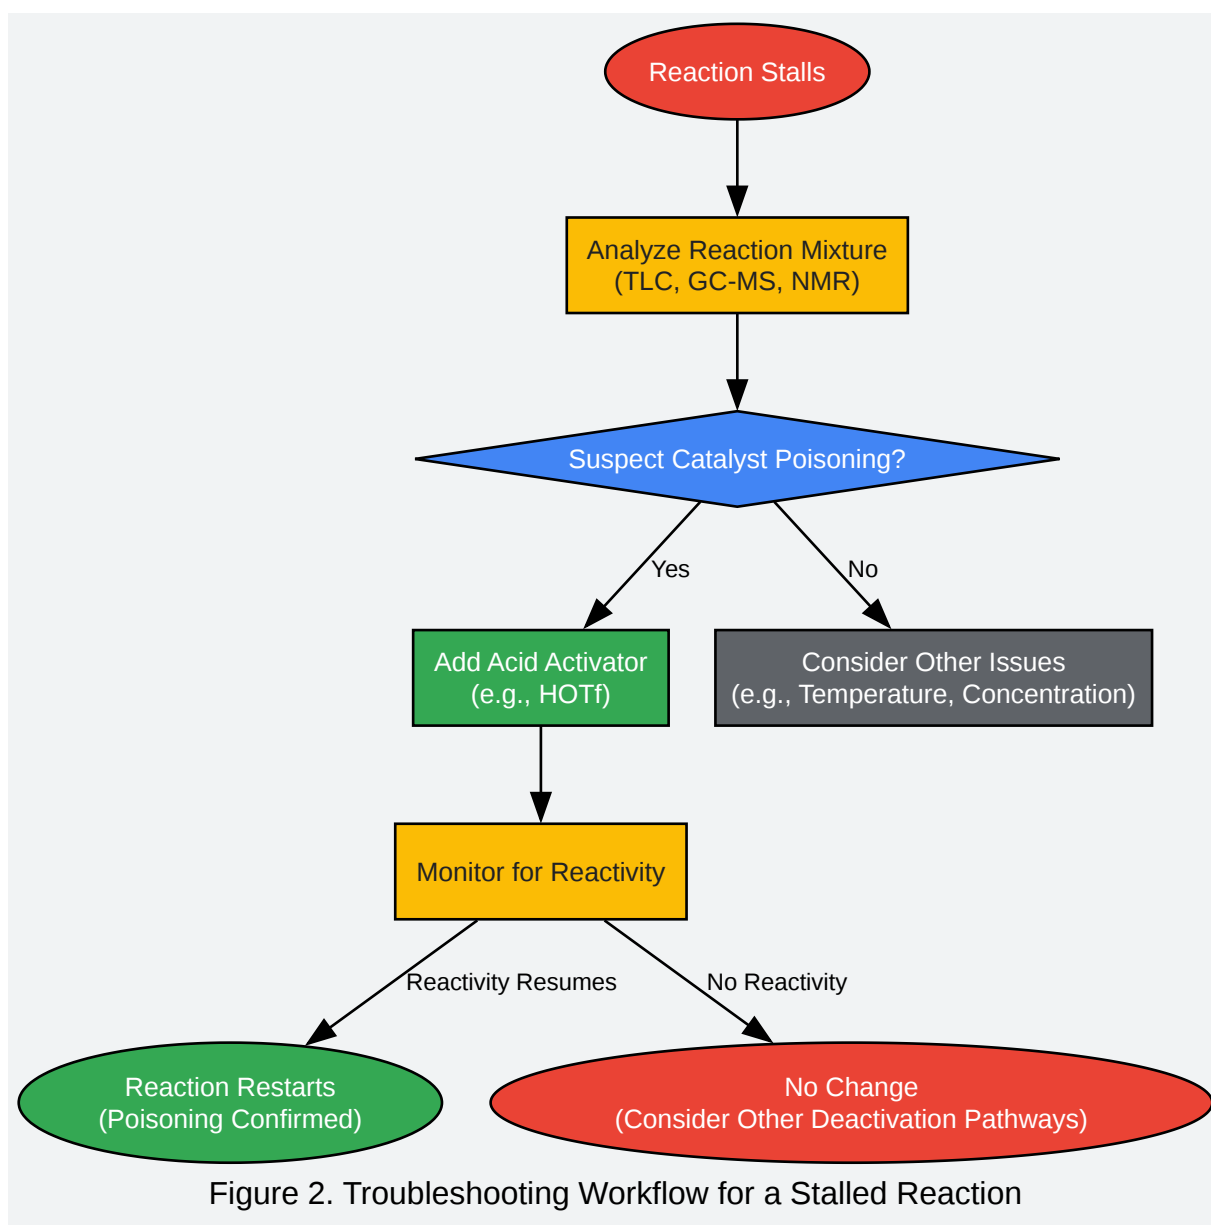 Reaction Stalls
Analyze Reaction Mixture
(TLC, GC-MS, NMR)
Suspect Catalyst Poisoning?
Yes
No
Add Acid Activator
(e.g., HOTf)
Consider Other Issues
(e.g., Temperature, Concentration)
Monitor for Reactivity
Reactivity Resumes
No Reactivity
Reaction Restarts
(Poisoning Confirmed)
No Change
(Consider Other Deactivation Pathways)
Figure 2. Troubleshooting Workflow for a Stalled Reaction